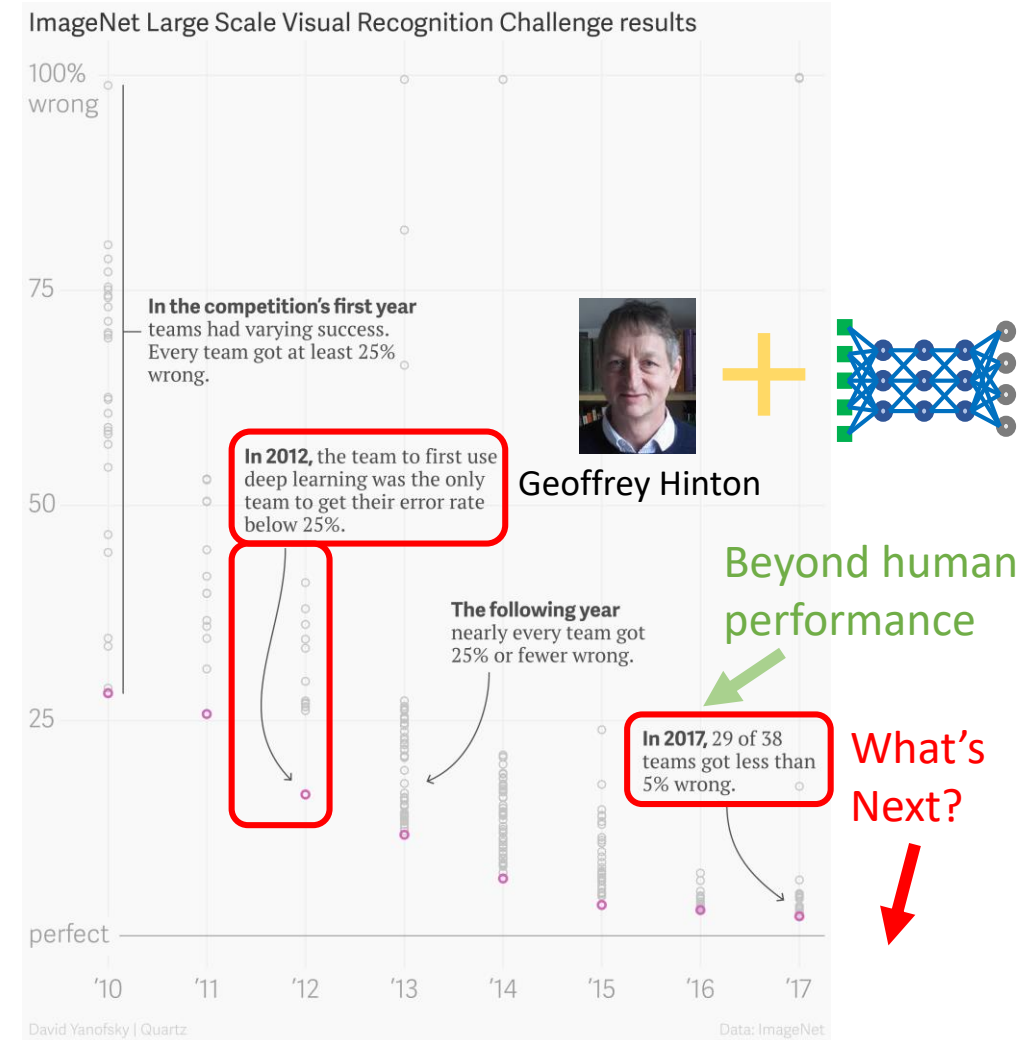 ImageNet Large Scale Visual Recognition Challenge results
100%
wrong
75
In the competition's first year
teams had varying success.
Every team got at least 25%
wrong.
Geoffrey Hinton
In 2012, the team to first use
deep learning was the only
team to get their error rate
below 25%.
50
Beyond human
performance
The following year
nearly every team got
25% or fewer wrong.
25
In 2017, 29 of 38
teams got less than
5% wrong.
What's
Next?
perfect
'10 '11 '12 '13 '14 '15 '16 '17
David Yanofsky | Quartz
Data: ImageNet